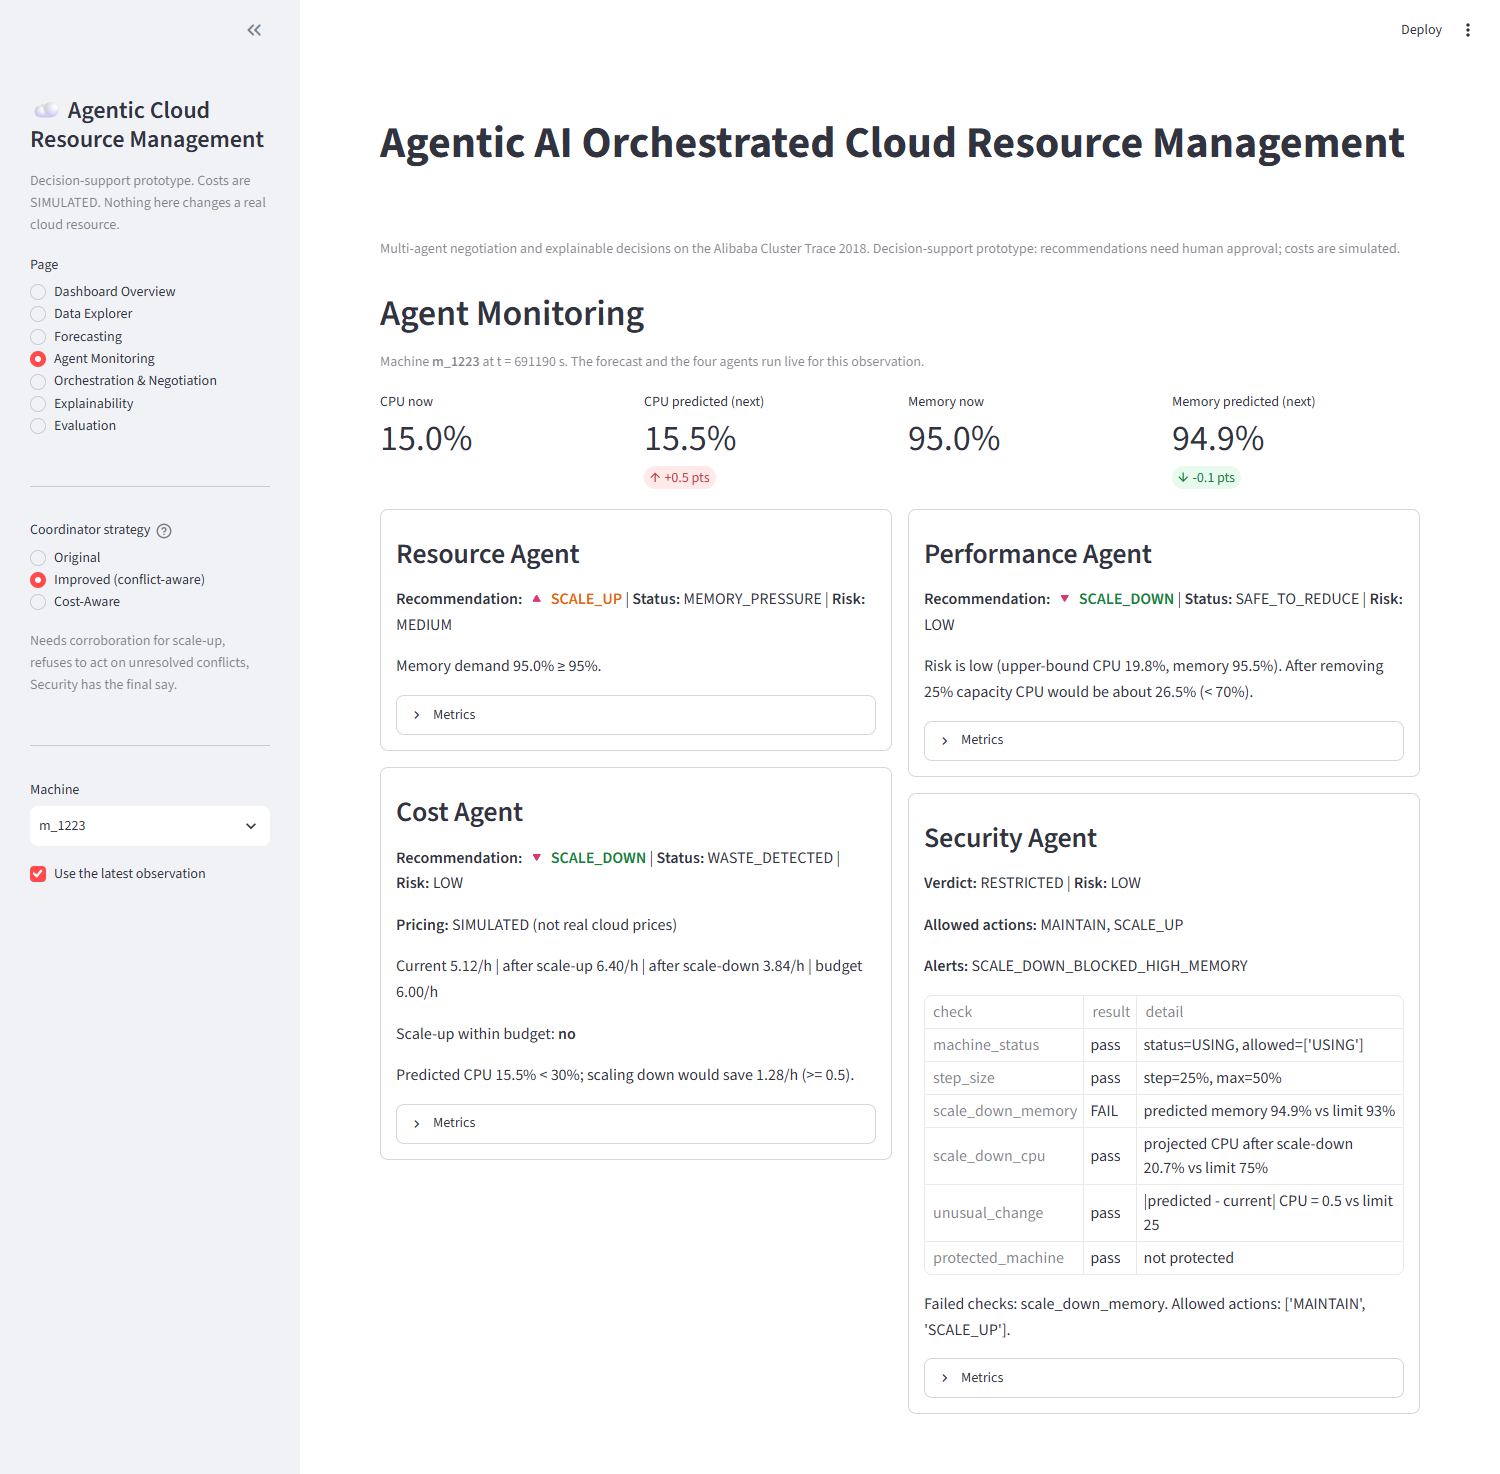 Deploy
Agentic Cloud
Resource Management
Decision-support prototype. Costs are
SIMULATED. Nothing here changes a real
cloud resource.
Page
Dashboard Overview
Data Explorer
Forecasting
Agent Monitoring
Orchestration & Negotiation
Explainability
Evaluation
Coordinator strategy
Original
Improved (conflict-aware)
Cost-Aware
Needs corroboration for scale-up,
refuses to act on unresolved conflicts,
Security has the final say.
Machine
m_1223
Use the latest observation
Agentic AI Orchestrated Cloud Resource Management
Multi-agent negotiation and explainable decisions on the Alibaba Cluster Trace 2018. Decision-support prototype: recommendations need human approval; costs are simulated.
Agent Monitoring
Machine m_1223 at t = 691190 s. The forecast and the four agents run live for this observation.
CPU now
15.0%
CPU predicted (next)
15.5%
↑ +0.5 pts
Memory now
95.0%
Memory predicted (next)
94.9%
↓ -0.1 pts
Resource Agent
Recommendation: 🔺 SCALE_UP | Status: MEMORY_PRESSURE | Risk:
MEDIUM
Memory demand 95.0% ≥ 95%.
Metrics
Cost Agent
Recommendation: 🔻 SCALE_DOWN | Status: WASTE_DETECTED |
Risk: LOW
Pricing: SIMULATED (not real cloud prices)
Current 5.12/h | after scale-up 6.40/h | after scale-down 3.84/h | budget
6.00/h
Scale-up within budget: no
Predicted CPU 15.5% < 30%; scaling down would save 1.28/h (>= 0.5).
Metrics
Performance Agent
Recommendation: 🔻 SCALE_DOWN | Status: SAFE_TO_REDUCE | Risk:
LOW
Risk is low (upper-bound CPU 19.8%, memory 95.5%). After removing
25% capacity CPU would be about 26.5% (< 70%).
Metrics
Security Agent
Verdict: RESTRICTED | Risk: LOW
Allowed actions: MAINTAIN, SCALE_UP
Alerts: SCALE_DOWN_BLOCKED_HIGH_MEMORY
check result detail
machine_status pass status=USING, allowed=['USING']
step_size pass step=25%, max=50%
scale_down_memory FAIL predicted memory 94.9% vs limit 93%
scale_down_cpu pass projected CPU after scale-down
20.7% vs limit 75%
unusual_change pass |predicted - current| CPU = 0.5 vs limit
25
protected_machine pass not protected
Failed checks: scale_down_memory. Allowed actions: ['MAINTAIN',
'SCALE_UP'].
Metrics